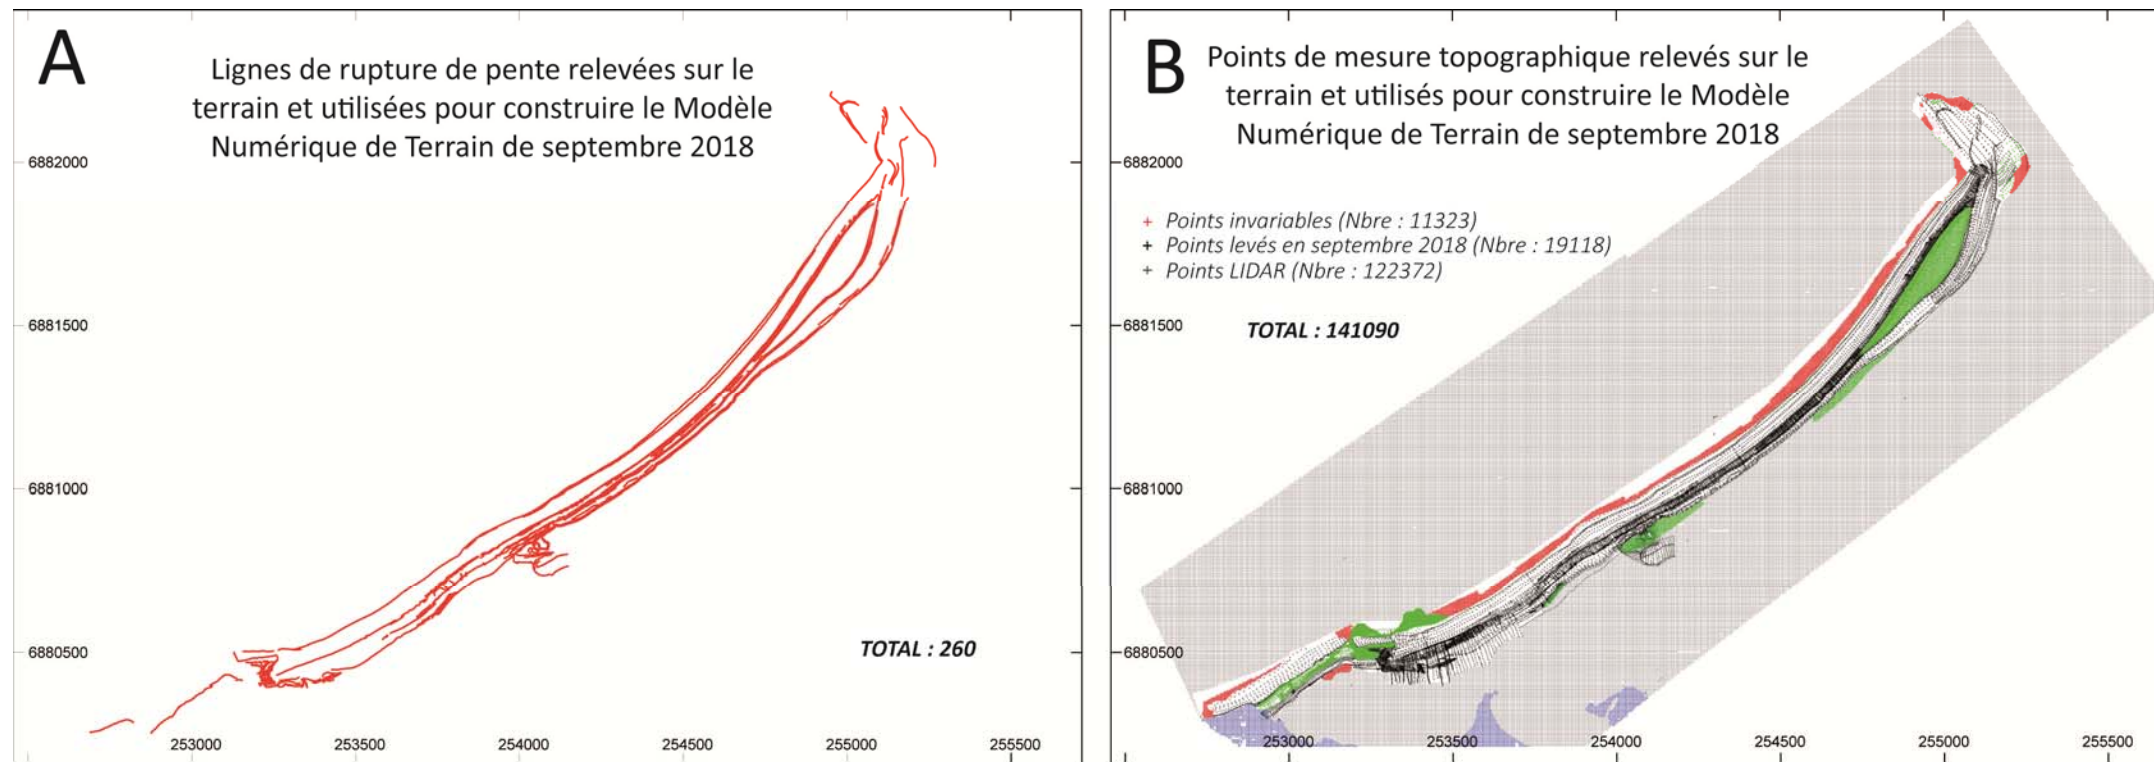 A
Lignes de rupture de pente relevées sur le
terrain et utilisées pour construire le Modèle
Numérique de Terrain de septembre 2018
6882000
6881500
6881000
6880500
TOTAL : 260
253000
253500
254000
254500
255000
255500
B
Points de mesure topographique relevés sur le
terrain et utilisés pour construire le Modèle
Numérique de Terrain de septembre 2018
6882000
+ Points invariables (Nbre : 11323)
+ Points levés en septembre 2018 (Nbre : 19118)
+ Points LIDAR (Nbre : 122372)
6881500
TOTAL : 141090
6881000
6880500
253000
253500
254000
254500
255000
255500